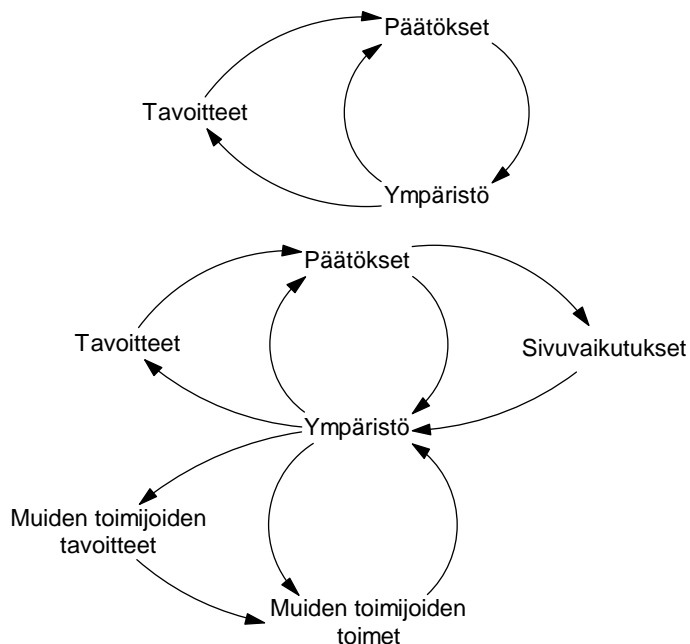 Päätökset
Tavoitteet
Ympäristö
Päätökset
Tavoitteet
Sivuvaikutukset
Ympäristö
Muiden toimijoiden
tavoitteet
Muiden toimijoiden
toimet